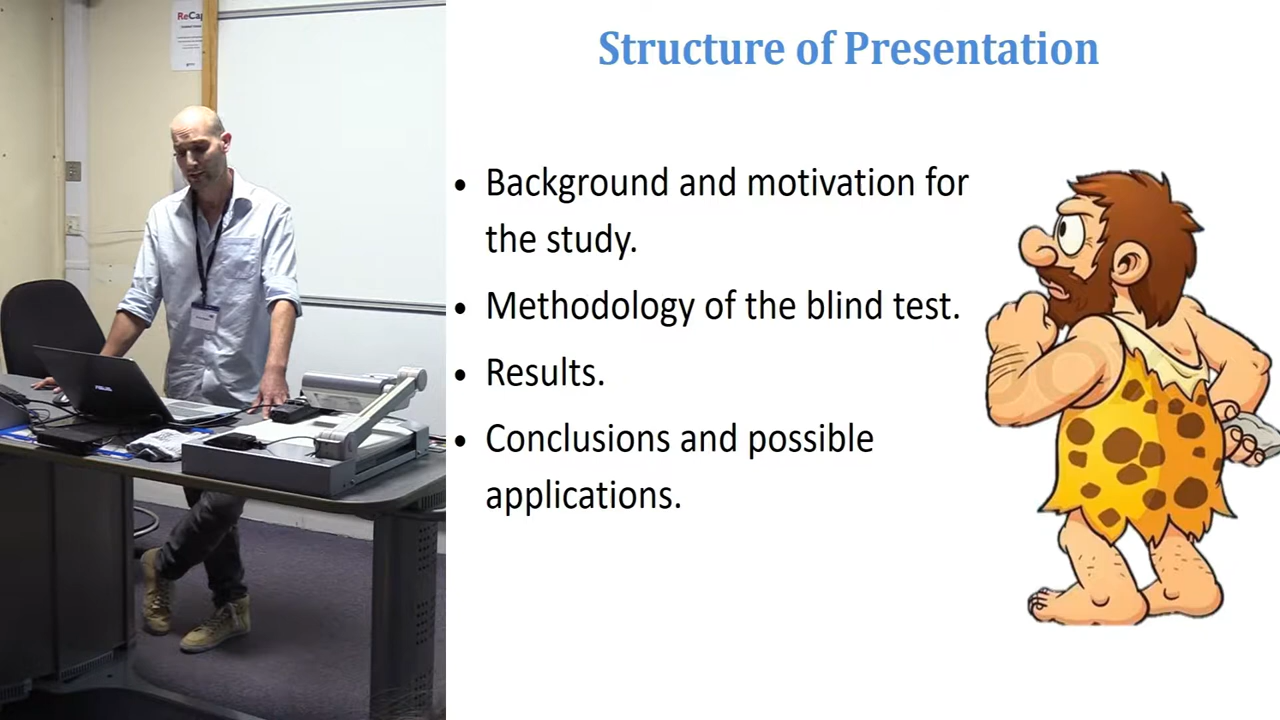 ReCap
Structure of Presentation
• Background and motivation for
the study.
• Methodology of the blind test.
• Results.
• Conclusions and possible
applications.
ASUS